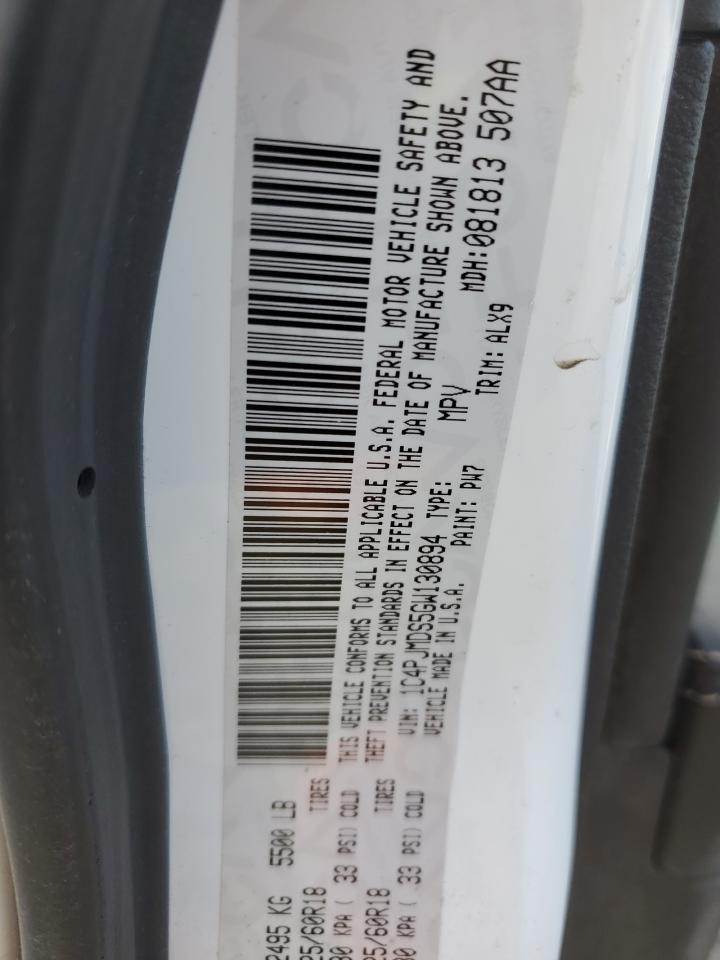 2495 KG 5500 LB
25/60R18 TIRES
30 KPA ( 33 PSI) COLD
25/60R18 TIRES
30 KPA ( 33 PSI) COLD
THIS VEHICLE CONFORMS TO ALL APPLICABLE U.S.A. FEDERAL MOTOR VEHICLE SAFETY AND
THEFT PREVENTION STANDARDS IN EFFECT ON THE DATE OF MANUFACTURE SHOWN ABOVE.
VIN: 1C4PJMDS5GW130894 TYPE: MPV MDH:081813 507AA
VEHICLE MADE IN U.S.A. PAINT: PW7 TRIM: ALX9